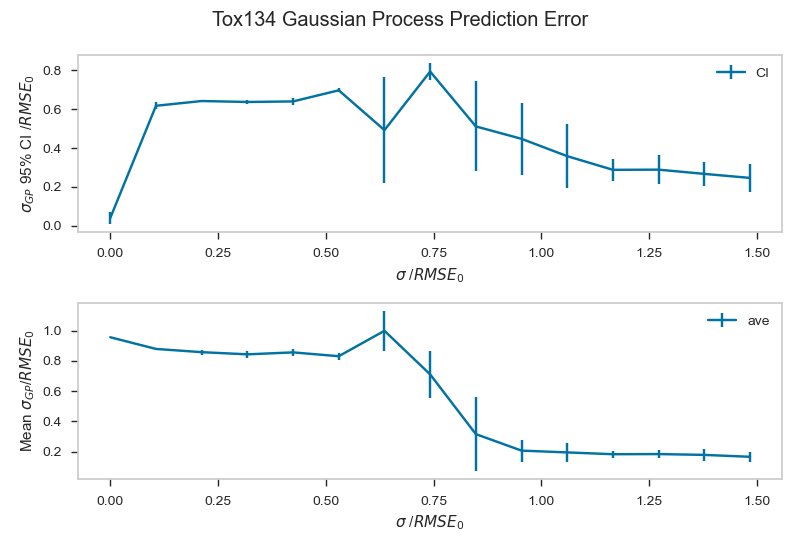 Tox134 Gaussian Process Prediction Error
σ_GP 95% CI /RMSE_0
0.8
0.6
0.4
0.2
0.0
CI
0.00 0.25 0.50 0.75 1.00 1.25 1.50
σ /RMSE_0
Mean σ_GP/RMSE_0
1.0
0.8
0.6
0.4
0.2
ave
0.00 0.25 0.50 0.75 1.00 1.25 1.50
σ /RMSE_0